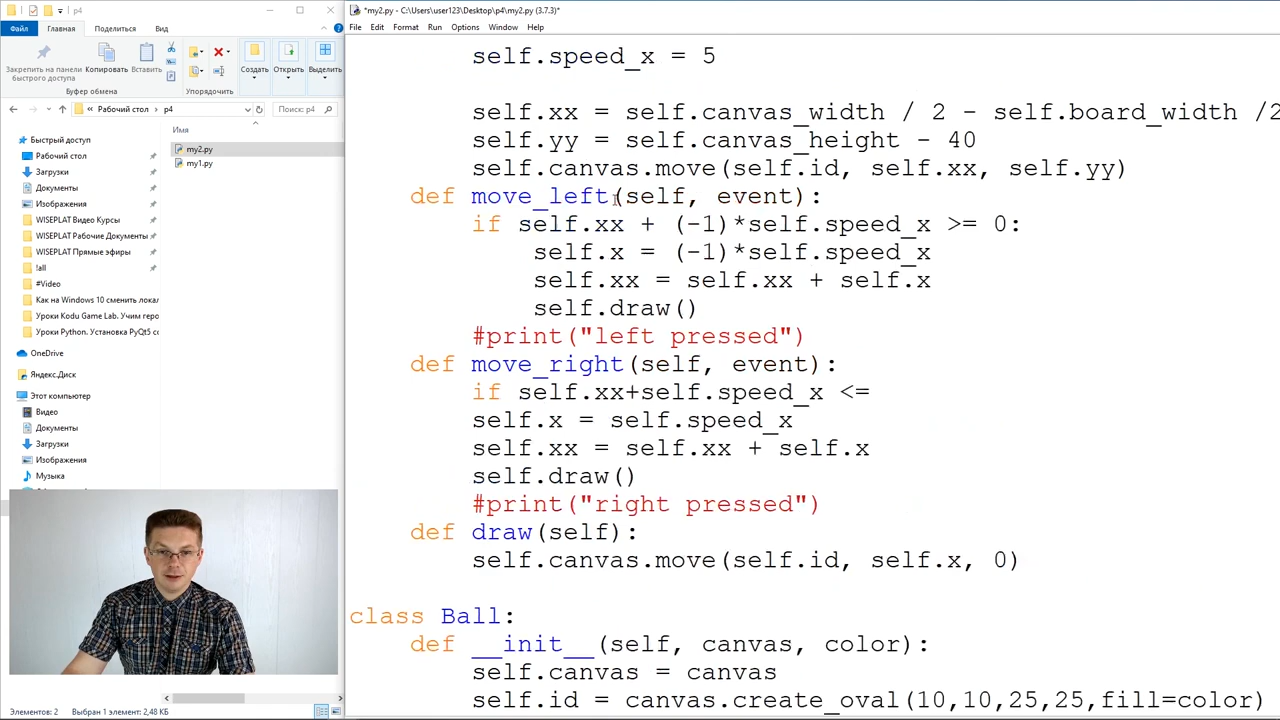 p4
*my2.py - C:\Users\user123\Desktop\p4\my2.py (3.7.3)*
Файл Главная Поделиться Вид
File Edit Format Run Options Window Help
Закрепить на панели быстрого доступа
Копировать
Вставить
Создать
Открыть
Выделить
Буфер обмена
Упорядочить
« Рабочий стол › p4
Поиск: p4
Имя
my2.py
my1.py
Быстрый доступ
Рабочий стол
Загрузки
Документы
Изображения
WISEPLAT Видео Курсы
WISEPLAT Рабочие Документы
WISEPLAT Прямые эфиры
!all
#Video
Как на Windows 10 сменить локал
Уроки Kodu Game Lab. Учим геро
Уроки Python. Установка PyQt5 со
OneDrive
Яндекс.Диск
Этот компьютер
Видео
Документы
Загрузки
Изображения
Музыка
Элементов: 2 Выбран 1 элемент: 2,48 КБ
self.speed_x = 5
self.xx = self.canvas_width / 2 - self.board_width /2
self.yy = self.canvas_height - 40
self.canvas.move(self.id, self.xx, self.yy)
def move_left(self, event):
if self.xx + (-1)*self.speed_x >= 0:
self.x = (-1)*self.speed_x
self.xx = self.xx + self.x
self.draw()
#print("left pressed")
def move_right(self, event):
if self.xx+self.speed_x <=
self.x = self.speed_x
self.xx = self.xx + self.x
self.draw()
#print("right pressed")
def draw(self):
self.canvas.move(self.id, self.x, 0)
class Ball:
def __init__(self, canvas, color):
self.canvas = canvas
self.id = canvas.create_oval(10,10,25,25,fill=color)